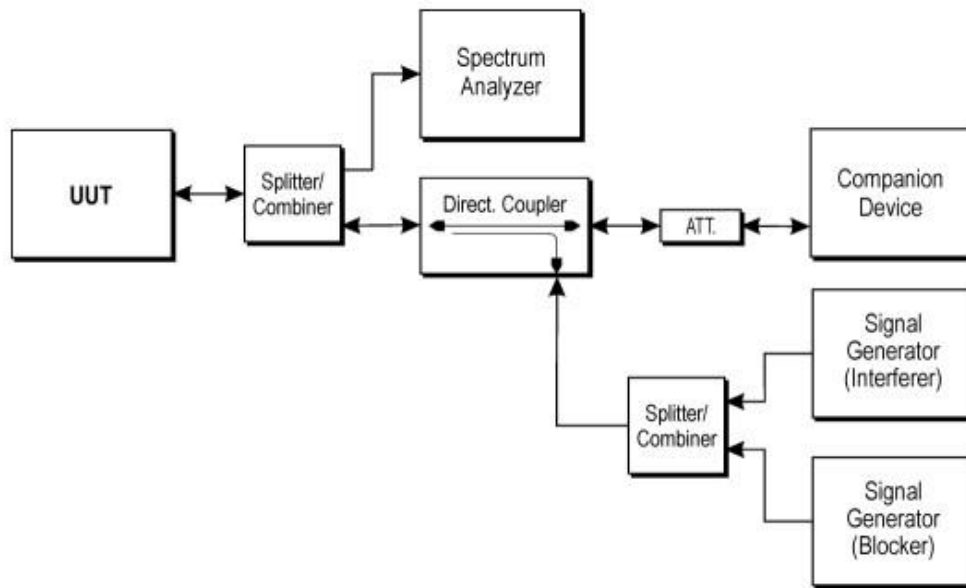 Spectrum
Analyzer
UUT
Splitter/
Combiner
Direct. Coupler
ATT.
Companion
Device
Signal
Generator
(Interferer)
Splitter/
Combiner
Signal
Generator
(Blocker)